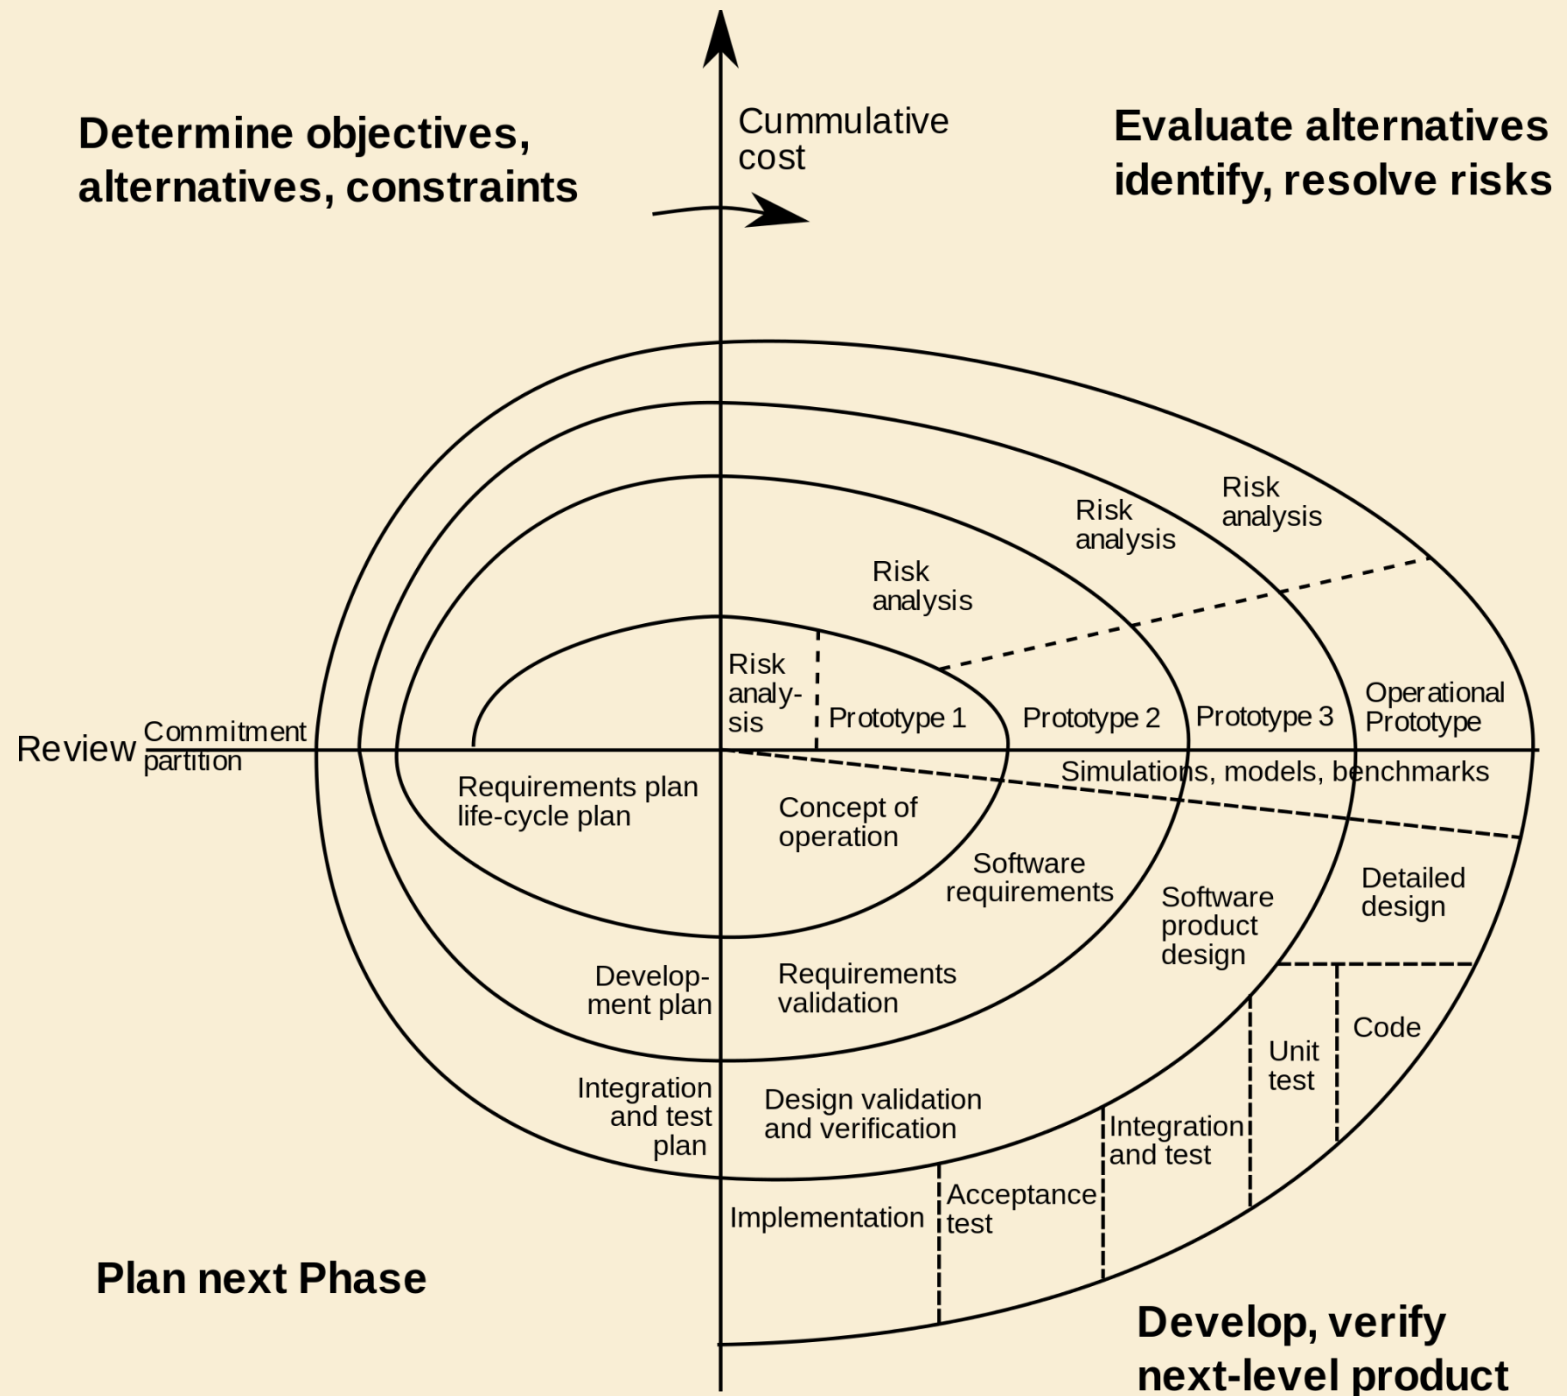 Determine objectives,
alternatives, constraints
Cummulative
cost
Evaluate alternatives
identify, resolve risks
Risk
analysis
Risk
analysis
Risk
analysis
Risk
analy-
sis
Prototype 1
Prototype 2
Prototype 3
Operational
Prototype
Review
Commitment
partition
Simulations, models, benchmarks
Requirements plan
life-cycle plan
Concept of
operation
Software
requirements
Software
product
design
Detailed
design
Develop-
ment plan
Requirements
validation
Code
Unit
test
Integration
and test
plan
Design validation
and verification
Integration
and test
Acceptance
test
Implementation
Plan next Phase
Develop, verify
next-level product